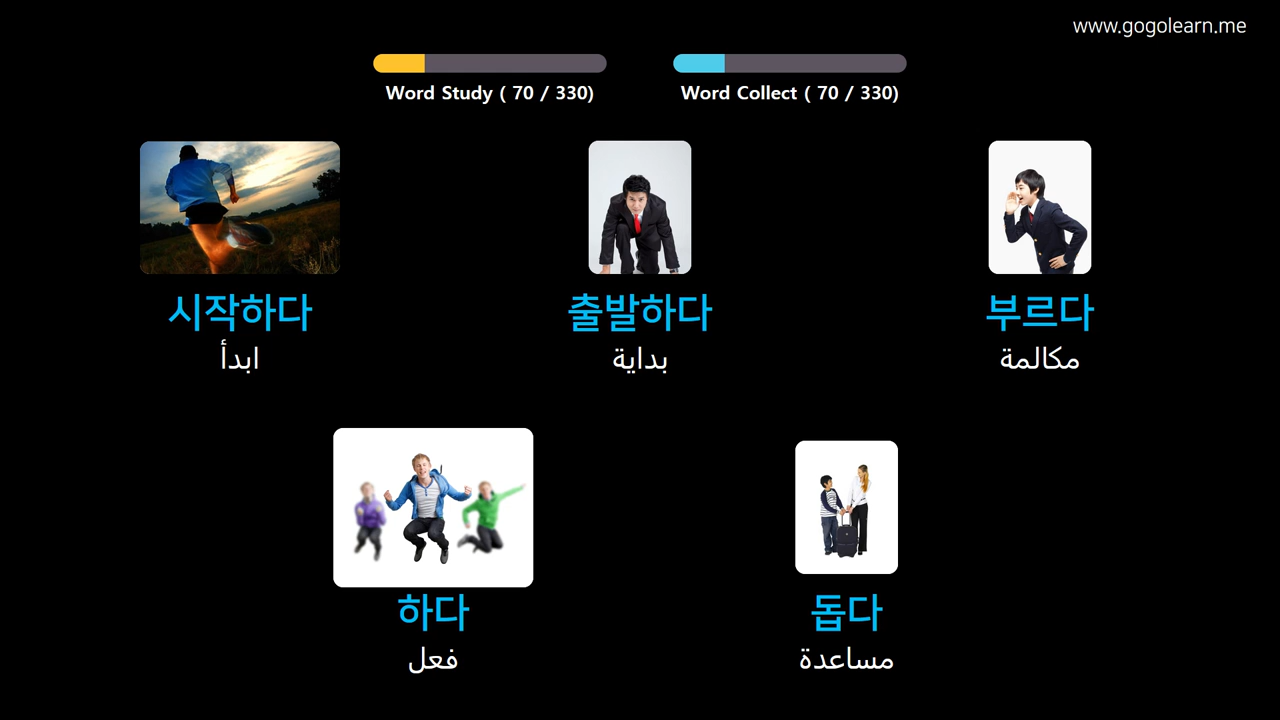 www.gogolearn.me
Word Study ( 70 / 330)
Word Collect ( 70 / 330)
시작하다
ابدأ
출발하다
بداية
부르다
مكالمة
하다
فعل
돕다
مساعدة